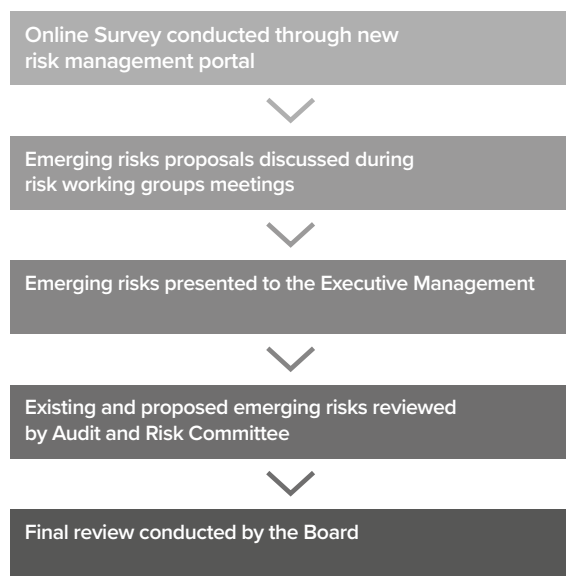 Online Survey conducted through new
risk management portal
Emerging risks proposals discussed during
risk working groups meetings
Emerging risks presented to the Executive Management
Existing and proposed emerging risks reviewed
by Audit and Risk Committee
Final review conducted by the Board